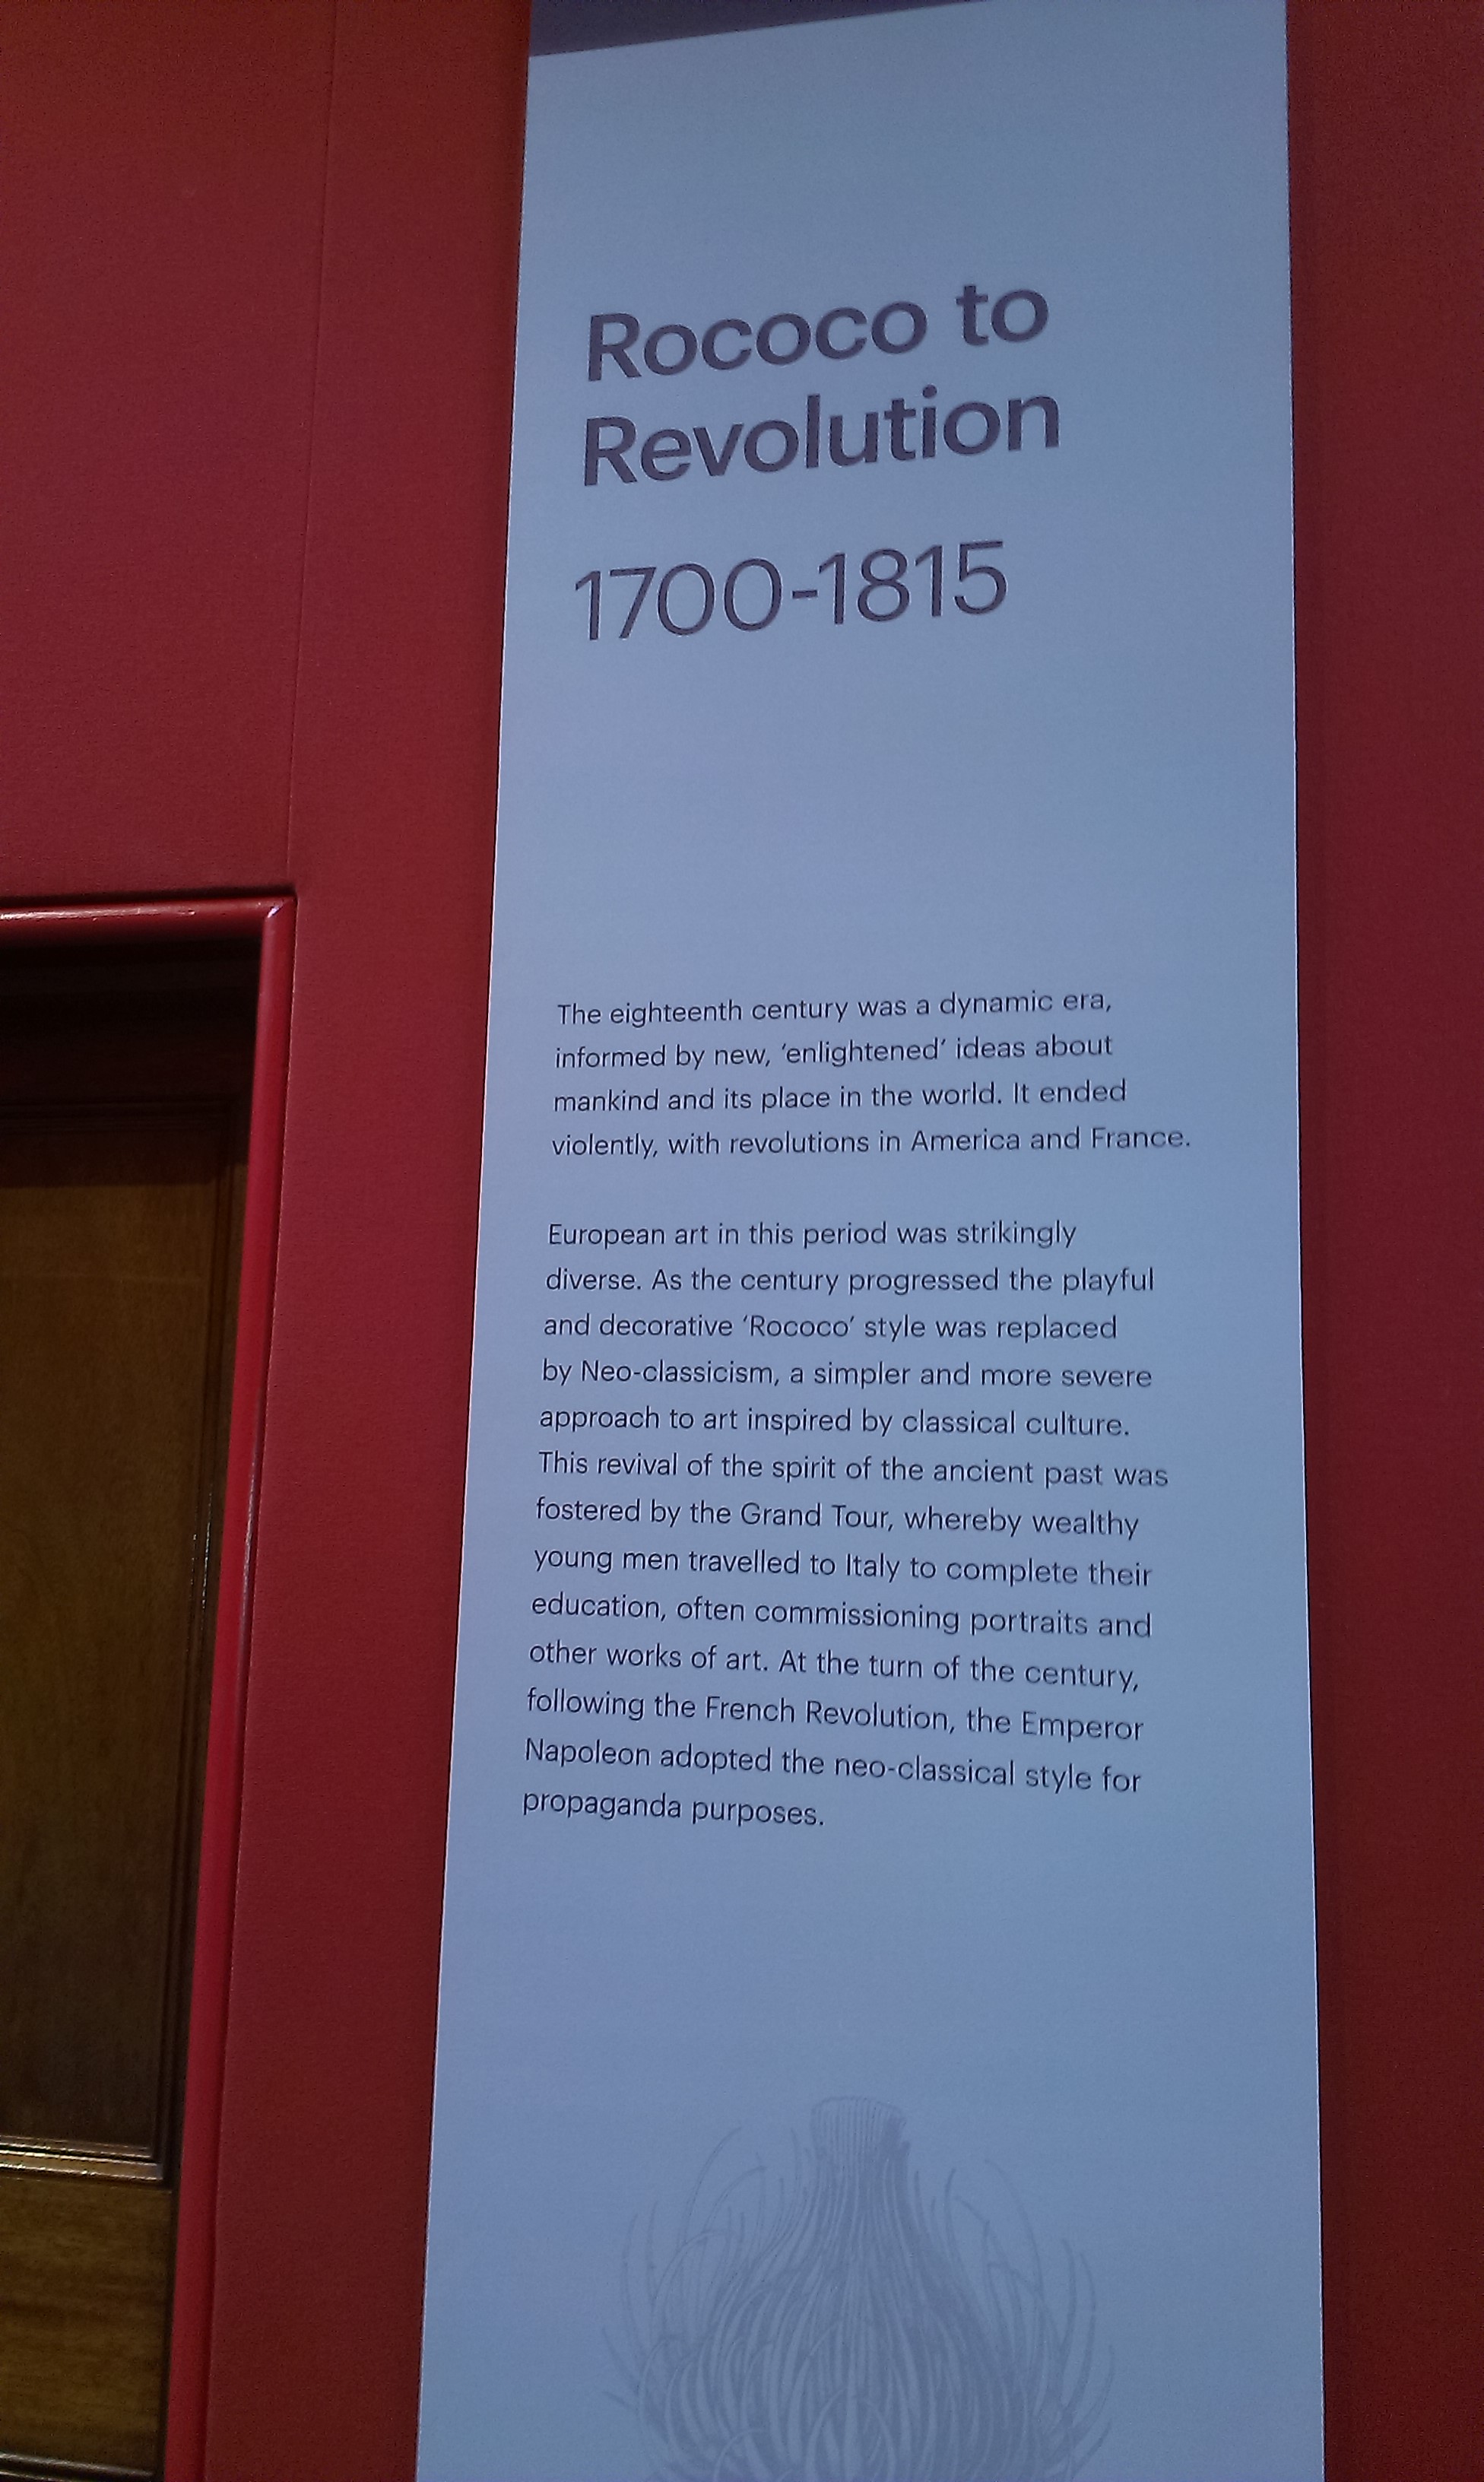 Rococo to
Revolution
1700-1815
The eighteenth century was a dynamic era,
informed by new, ‘enlightened’ ideas about
mankind and its place in the world. It ended
violently, with revolutions in America and France.
European art in this period was strikingly
diverse. As the century progressed the playful
and decorative ‘Rococo’ style was replaced
by Neo-classicism, a simpler and more severe
approach to art inspired by classical culture.
This revival of the spirit of the ancient past was
fostered by the Grand Tour, whereby wealthy
young men travelled to Italy to complete their
education, often commissioning portraits and
other works of art. At the turn of the century,
following the French Revolution, the Emperor
Napoleon adopted the neo-classical style for
propaganda purposes.